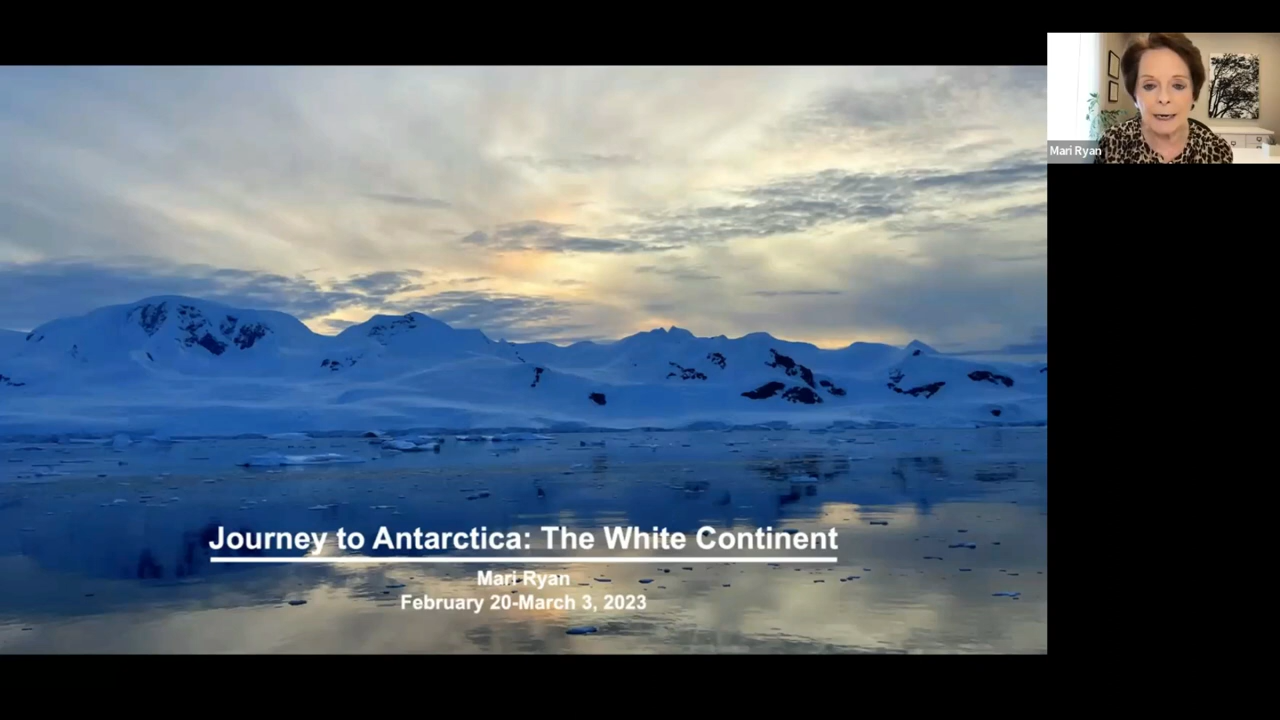 Journey to Antarctica: The White Continent
Mari Ryan
February 20-March 3, 2023
Mari Ryan